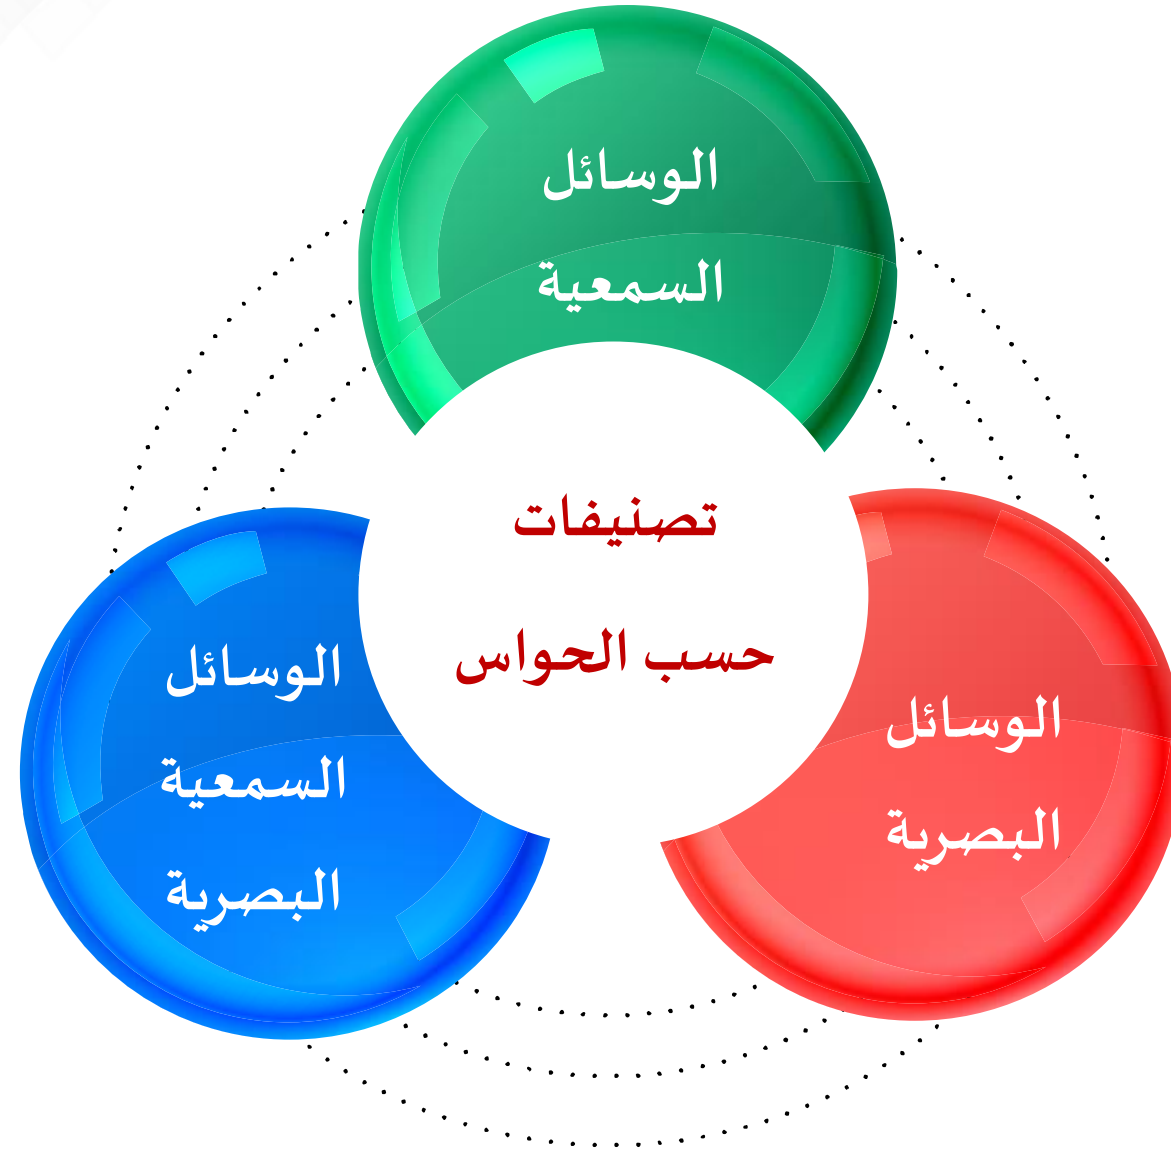 الوسائل
السمعية
تصنيفات
حسب الحواس
الوسائل
البصرية
الوسائل
السمعية
البصرية